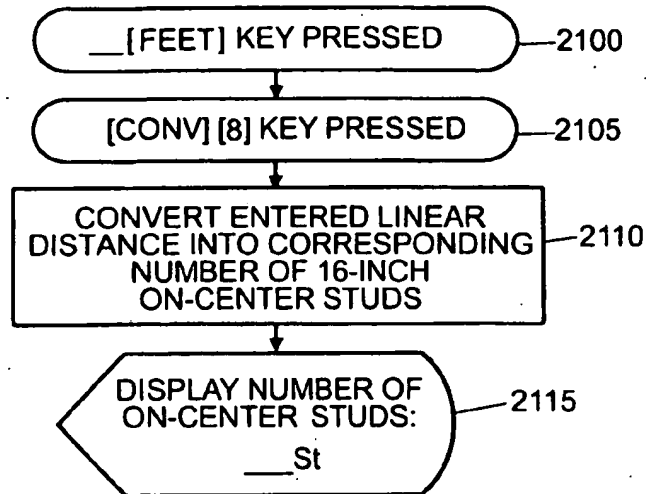 __[FEET] KEY PRESSED
2100
[CONV] [8] KEY PRESSED
2105
CONVERT ENTERED LINEAR
DISTANCE INTO CORRESPONDING
NUMBER OF 16-INCH
ON-CENTER STUDS
2110
DISPLAY NUMBER OF
ON-CENTER STUDS:
___St
2115